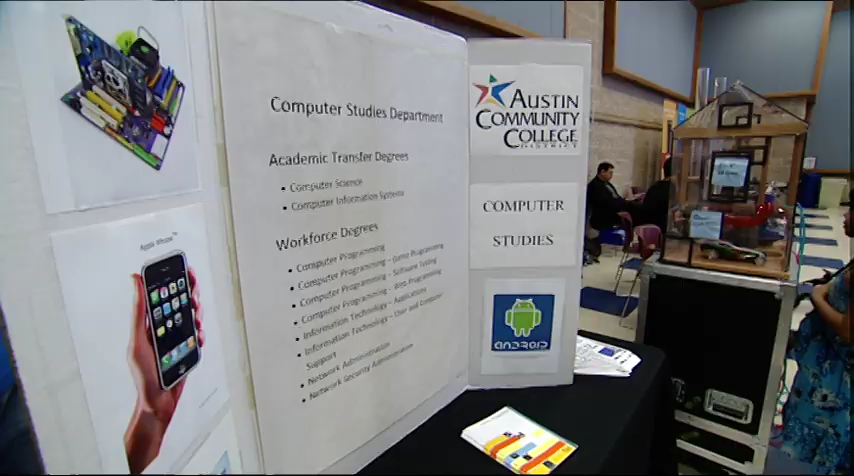 Apple iPhone™
Computer Studies Department
Academic Transfer Degrees
• Computer Science
• Computer Information Systems
Workforce Degrees
• Computer Programming
• Computer Programming – Game Programming
• Computer Programming – Software Testing
• Computer Programming – Web Programming
• Information Technology – Applications
• Information Technology – User and Computer
Support
• Network Administration
• Network Security Administration
AUSTIN
COMMUNITY
COLLEGE
DISTRICT
COMPUTER
STUDIES
ANDROID